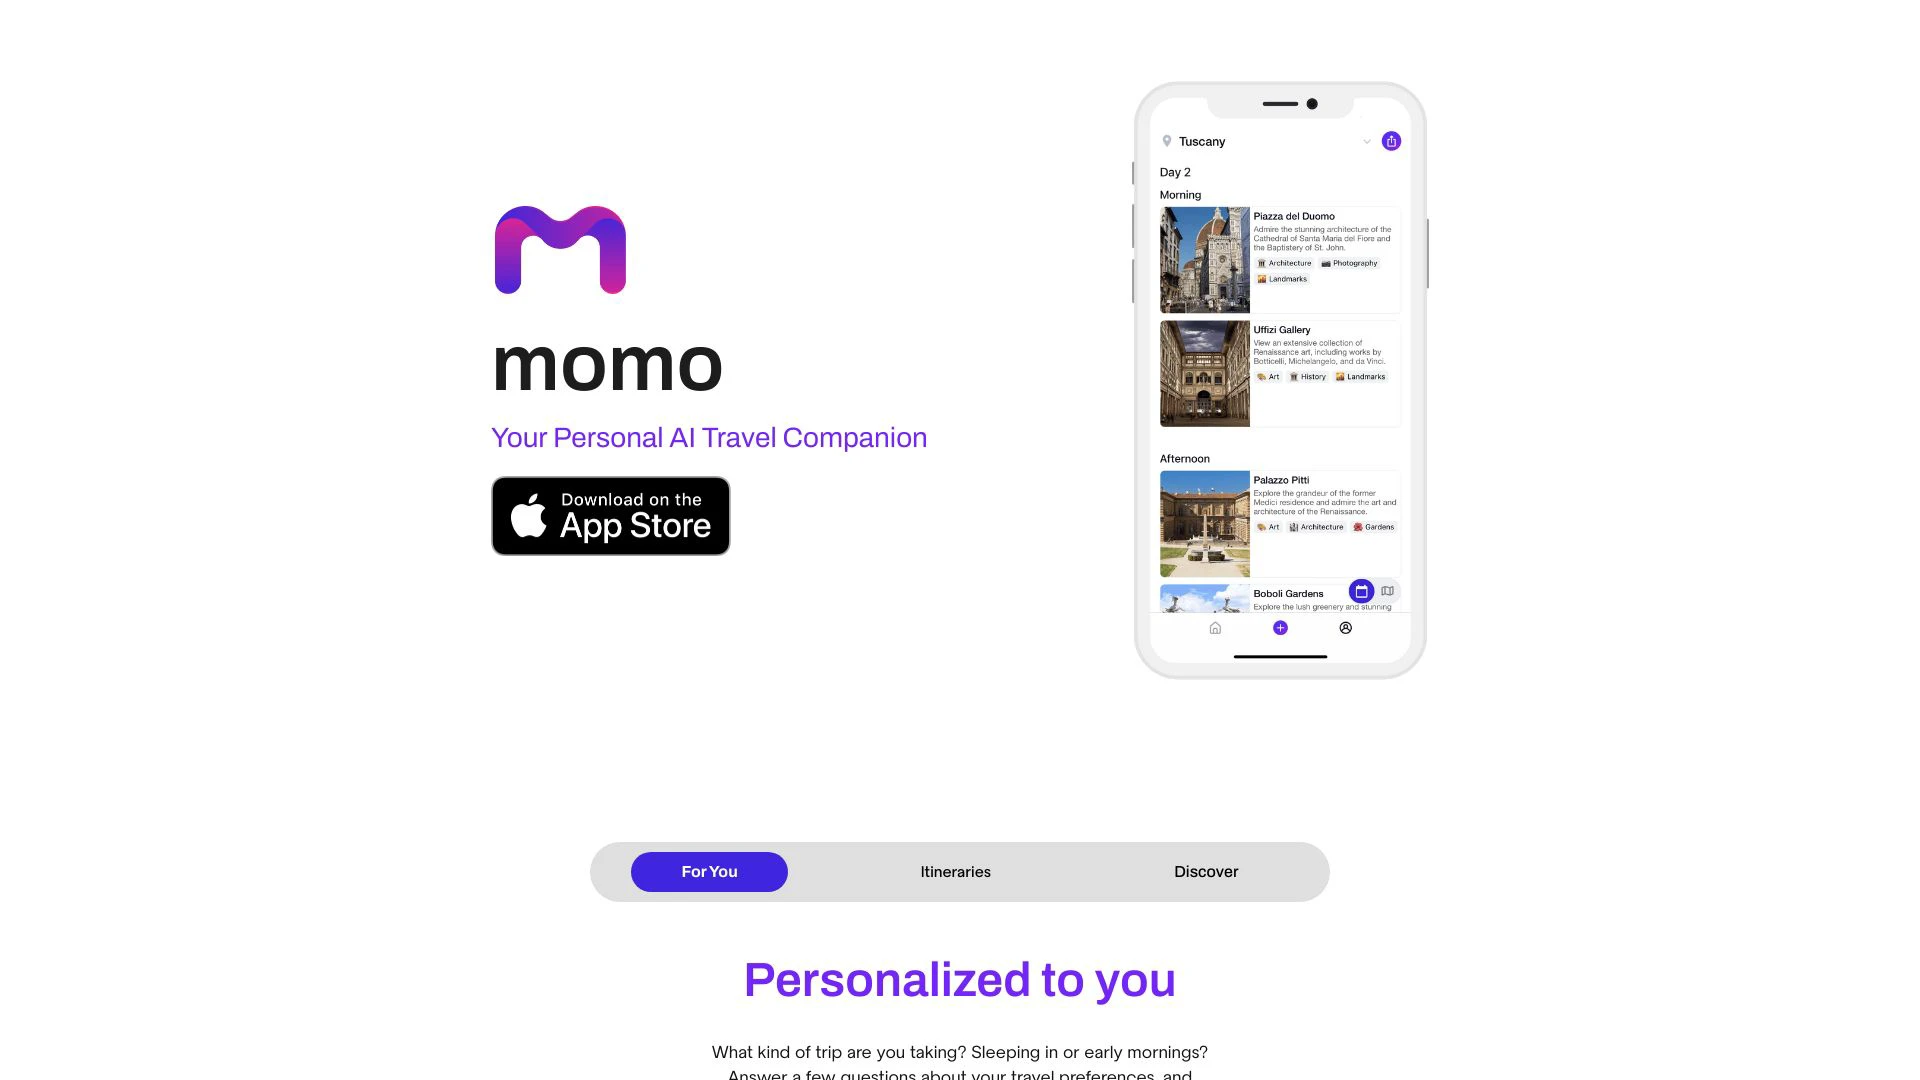 momo
Your Personal AI Travel Companion
Download on the
App Store
Tuscany
Day 2
Morning
Piazza del Duomo
Admire the stunning architecture of the
Cathedral of Santa Maria del Fiore and
the Baptistery of St. John.
Architecture
Photography
Landmarks
Uffizi Gallery
View an extensive collection of
Renaissance art, including works by
Botticelli, Michelangelo, and da Vinci.
Art
History
Landmarks
Afternoon
Palazzo Pitti
Explore the grandeur of the former
Medici residence and admire the art and
architecture of the Renaissance.
Art
Architecture
Gardens
Boboli Gardens
Explore the lush greenery and stunning
For You
Itineraries
Discover
Personalized to you
What kind of trip are you taking? Sleeping in or early mornings?
Answer a few questions about your travel preferences, and